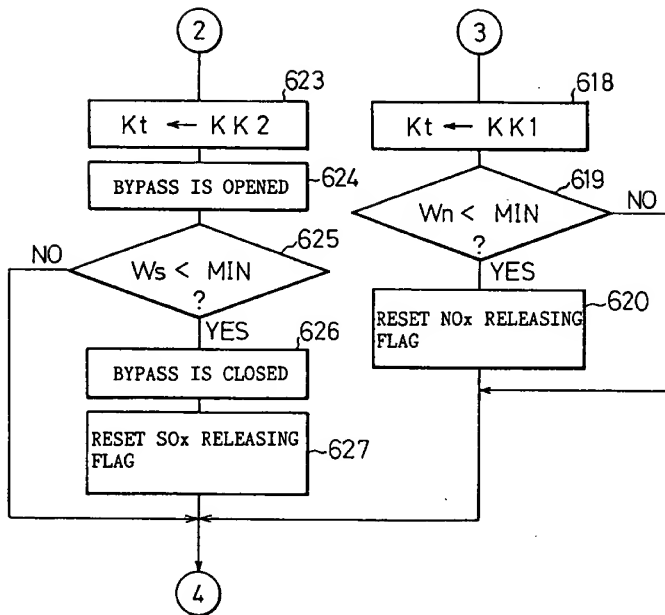 2
623
Kt ← KK2
BYPASS IS OPENED
624
625
NO
Ws < MIN
?
YES
626
BYPASS IS CLOSED
RESET SOx RELEASING
FLAG
627
3
618
Kt ← KK1
619
NO
Wn < MIN
?
YES
620
RESET NOx RELEASING
FLAG
4